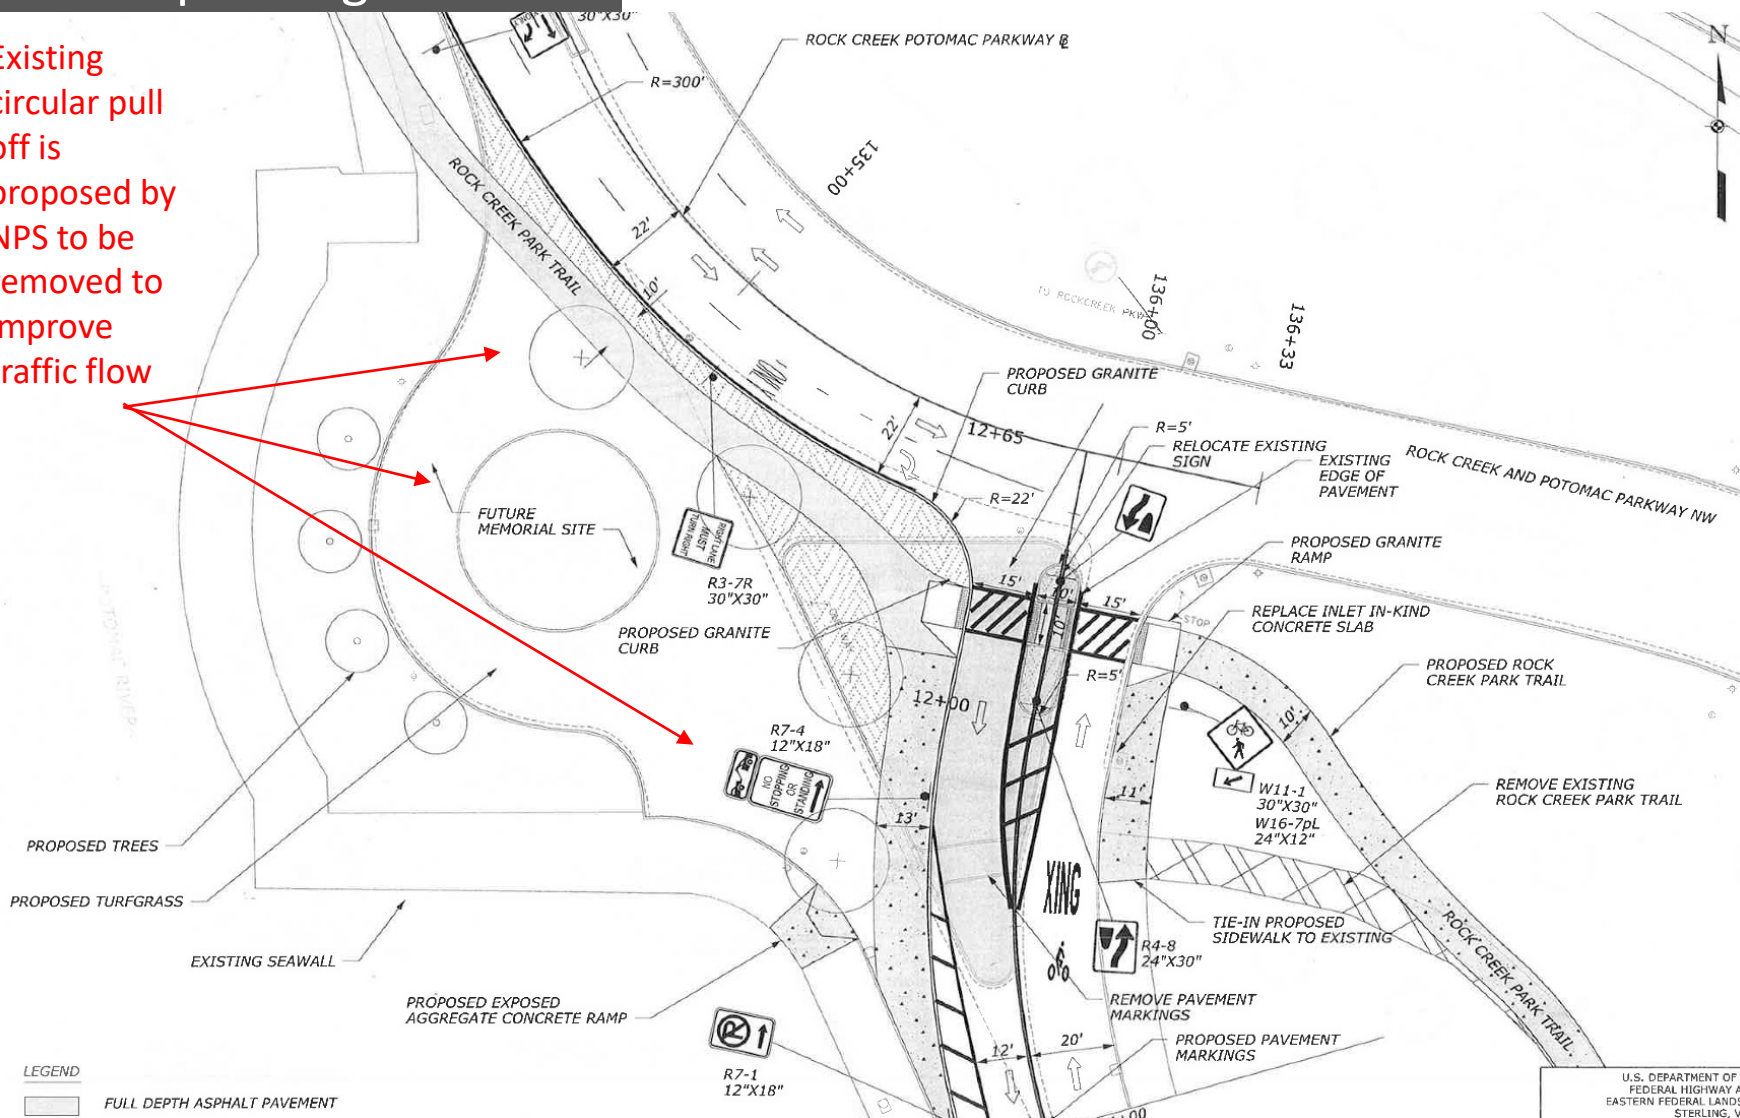 Existing
circular pull
off is
proposed by
NPS to be
removed to
improve
traffic flow
30"X30"
ROCK CREEK POTOMAC PARKWAY ℄
N
R=300'
135+00
ROCK CREEK PARK TRAIL
22'
10'
TO ROCKCREEK PKW
136+00
136+33
ONLY
PROPOSED GRANITE
CURB
22'
12+65
R=5'
RELOCATE EXISTING
SIGN
EXISTING
EDGE OF
PAVEMENT
ROCK CREEK AND POTOMAC PARKWAY NW
R=22'
FUTURE
MEMORIAL SITE
RIGHT LANE
MUST
TURN RIGHT
R3-7R
30"X30"
PROPOSED GRANITE
RAMP
15'
10'
15'
10'
STOP
REPLACE INLET IN-KIND
CONCRETE SLAB
PROPOSED GRANITE
CURB
R=5'
PROPOSED ROCK
CREEK PARK TRAIL
POTOMAC RIVER
12+00
10'
R7-4
12"X18"
NO
STOPPING
OR
STANDING
11'
W11-1
30"X30"
W16-7pL
24"X12"
REMOVE EXISTING
ROCK CREEK PARK TRAIL
13'
PROPOSED TREES
XING
PROPOSED TURFGRASS
TIE-IN PROPOSED
SIDEWALK TO EXISTING
R4-8
24"X30"
ROCK CREEK PARK TRAIL
EXISTING SEAWALL
PROPOSED EXPOSED
AGGREGATE CONCRETE RAMP
REMOVE PAVEMENT
MARKINGS
R
R7-1
12"X18"
12'
20'
PROPOSED PAVEMENT
MARKINGS
LEGEND
FULL DEPTH ASPHALT PAVEMENT
U.S. DEPARTMENT OF
FEDERAL HIGHWAY A
EASTERN FEDERAL LANDS
STERLING, V